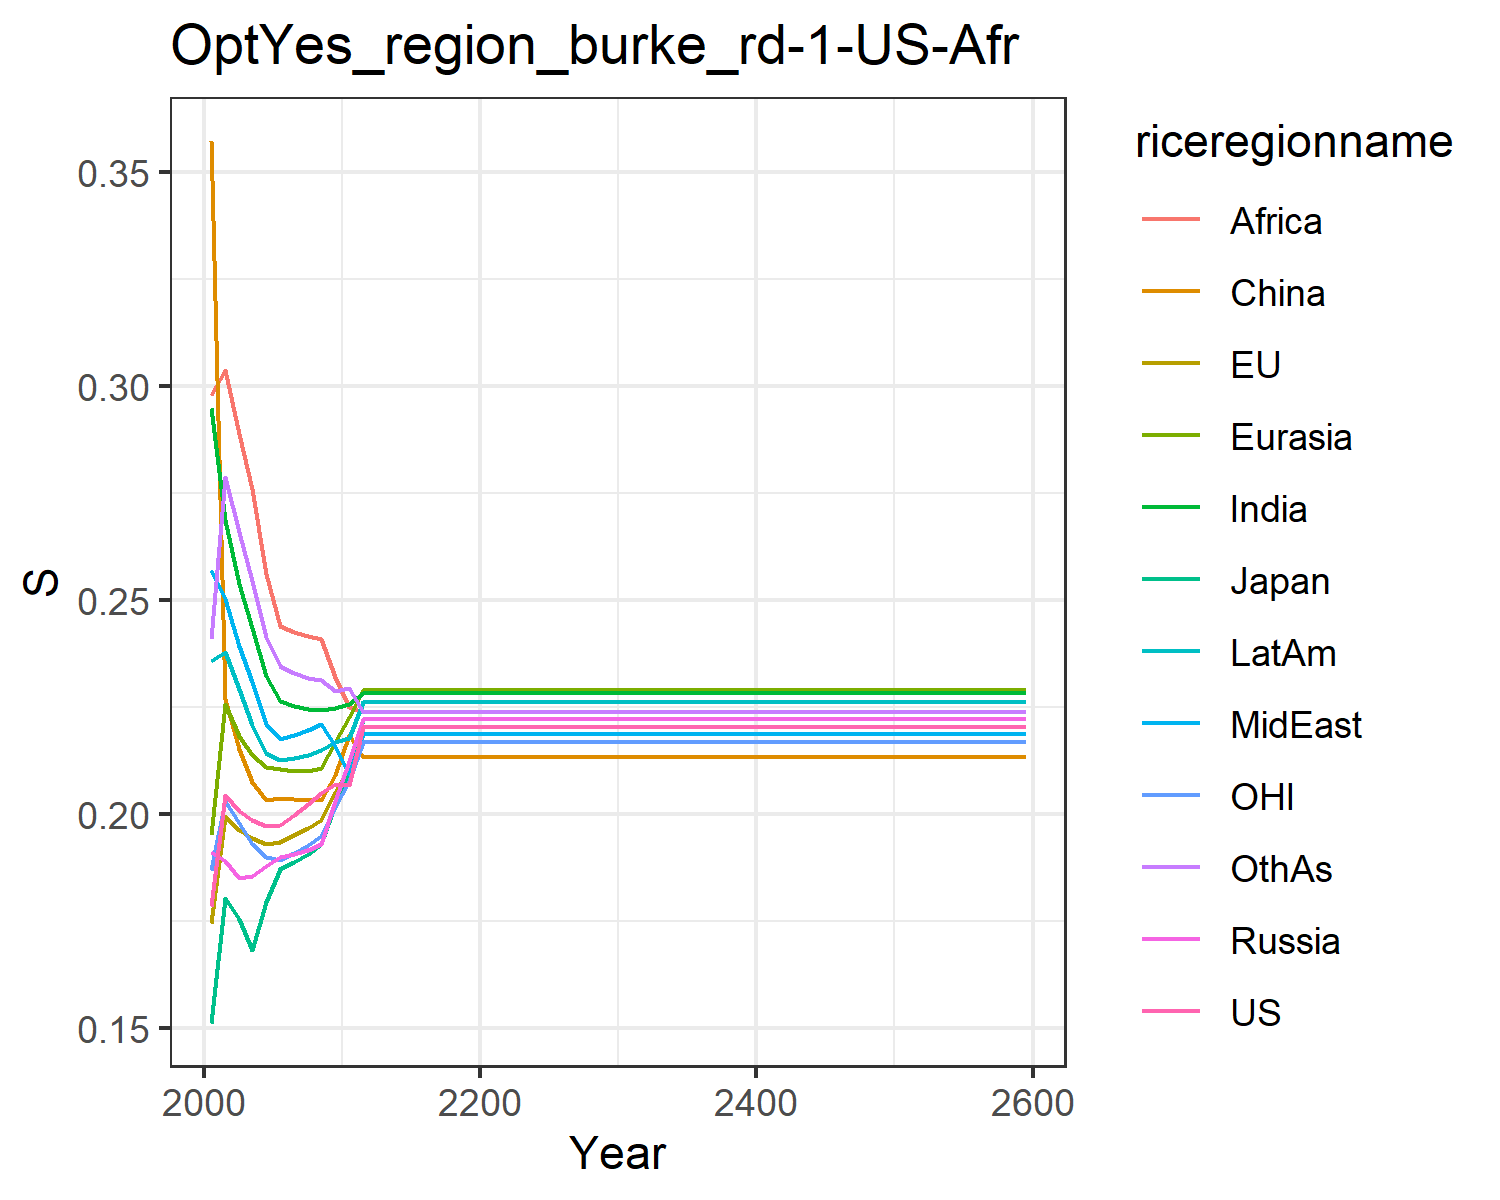 OptYes_region_burke_rd-1-US-Afr
S
0.35
0.30
0.25
0.20
0.15
2000 2200 2400 2600
Year
riceregionname
Africa
China
EU
Eurasia
India
Japan
LatAm
MidEast
OHI
OthAs
Russia
US